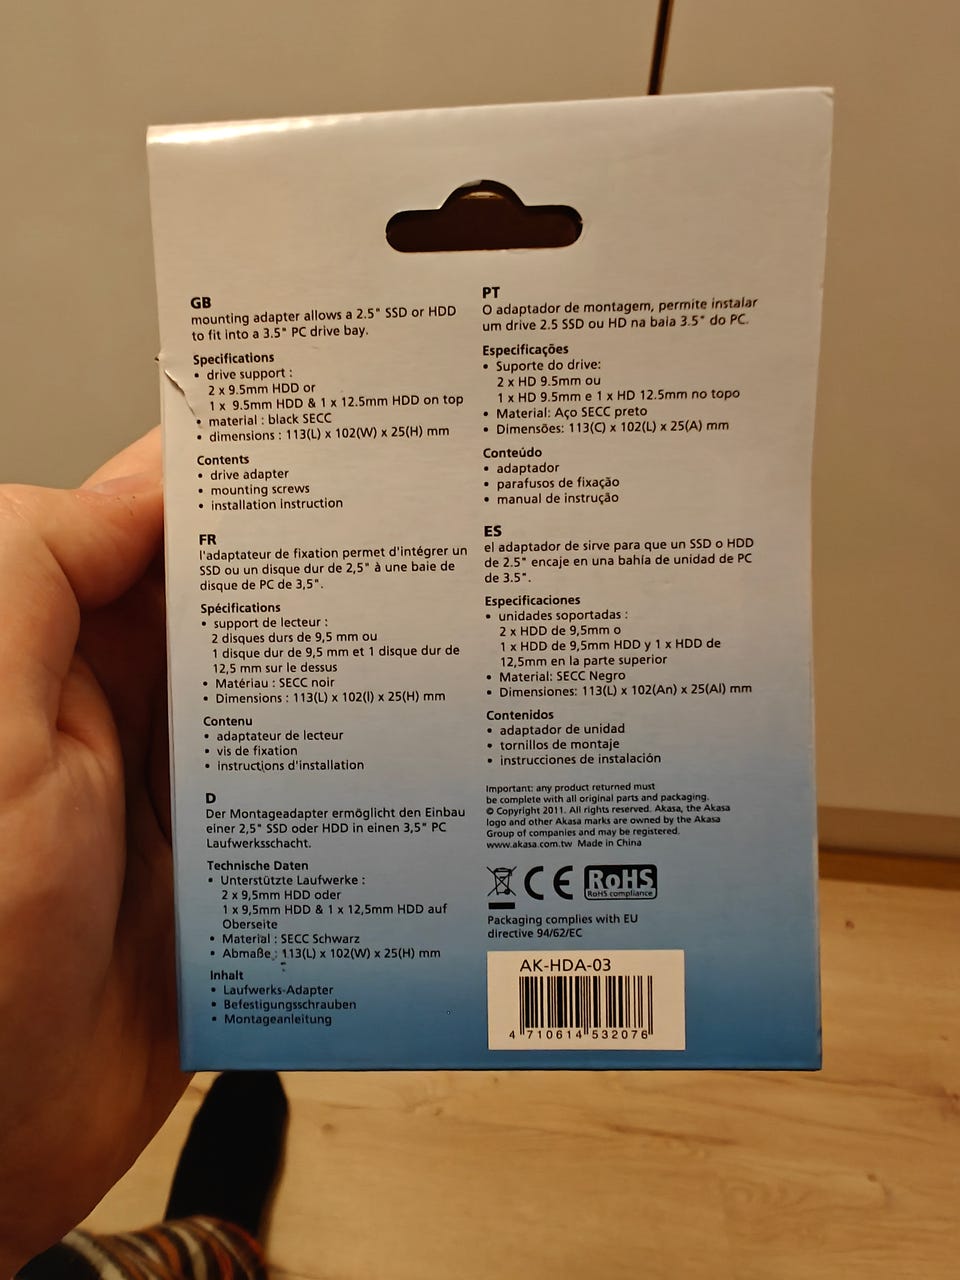 GB
mounting adapter allows a 2.5" SSD or HDD
to fit into a 3.5" PC drive bay.
Specifications
• drive support :
2 x 9.5mm HDD or
1 x 9.5mm HDD & 1 x 12.5mm HDD on top
• material : black SECC
• dimensions : 113(L) x 102(W) x 25(H) mm
Contents
• drive adapter
• mounting screws
• installation instruction
FR
l'adaptateur de fixation permet d'intégrer un
SSD ou un disque dur de 2,5" à une baie de
disque de PC de 3,5".
Spécifications
• support de lecteur :
2 disques durs de 9,5 mm ou
1 disque dur de 9,5 mm et 1 disque dur de
12,5 mm sur le dessus
• Matériau : SECC noir
• Dimensions : 113(L) x 102(l) x 25(H) mm
Contenu
• adaptateur de lecteur
• vis de fixation
• instructions d'installation
D
Der Montageadapter ermöglicht den Einbau
einer 2,5" SSD oder HDD in einen 3,5" PC
Laufwerksschacht.
Technische Daten
• Unterstützte Laufwerke :
2 x 9,5mm HDD oder
1 x 9,5mm HDD & 1 x 12,5mm HDD auf
Oberseite
• Material : SECC Schwarz
• Abmaße : 113(L) x 102(W) x 25(H) mm
Inhalt
• Laufwerks-Adapter
• Befestigungsschrauben
• Montageanleitung
PT
O adaptador de montagem, permite instalar
um drive 2.5 SSD ou HD na baia 3.5" do PC.
Especificações
• Suporte do drive:
2 x HD 9.5mm ou
1 x HD 9.5mm e 1 x HD 12.5mm no topo
• Material: Aço SECC preto
• Dimensões: 113(C) x 102(L) x 25(A) mm
Conteúdo
• adaptador
• parafusos de fixação
• manual de instrução
ES
el adaptador de sirve para que un SSD o HDD
de 2.5" encaje en una bahía de unidad de PC
de 3.5".
Especificaciones
• unidades soportadas :
2 x HDD de 9,5mm o
1 x HDD de 9,5mm HDD y 1 x HDD de
12,5mm en la parte superior
• Material: SECC Negro
• Dimensiones: 113(L) x 102(An) x 25(Al) mm
Contenidos
• adaptador de unidad
• tornillos de montaje
• instrucciones de instalación
Important: any product returned must
be complete with all original parts and packaging.
© Copyright 2011. All rights reserved. Akasa, the Akasa
logo and other Akasa marks are owned by the Akasa
Group of companies and may be registered.
www.akasa.com.tw Made in China
CE RoHS
RoHS compliance
Packaging complies with EU
directive 94/62/EC
AK-HDA-03
4 710614 532076